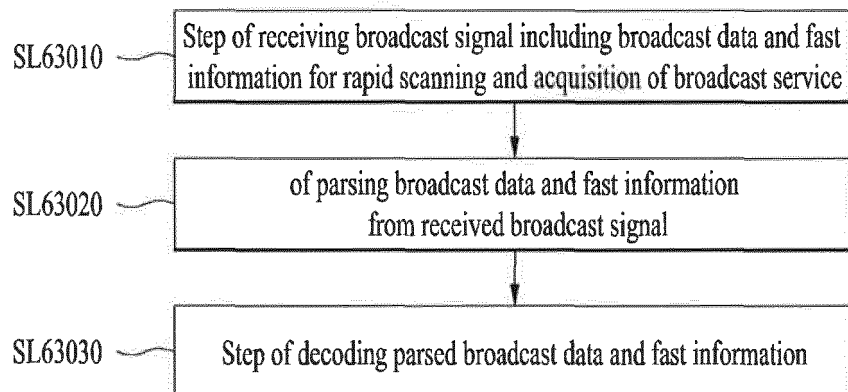 SL63010
Step of receiving broadcast signal including broadcast data and fast
information for rapid scanning and acquisition of broadcast service
SL63020
of parsing broadcast data and fast information
from received broadcast signal
SL63030
Step of decoding parsed broadcast data and fast information